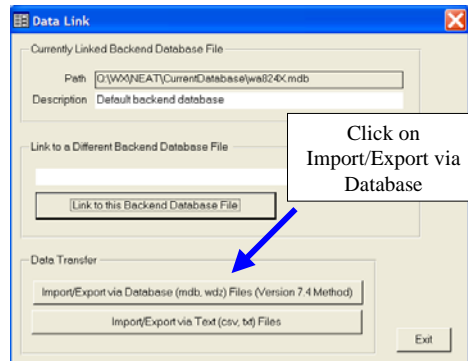 Data Link
Currently Linked Backend Database File
Path Q:\WX\NEAT\CurrentDatabase\wa824X.mdb
Description Default backend database
Click on
Import/Export via
Database
Link to a Different Backend Database File
Link to this Backend Database File
Data Transfer
Import/Export via Database (mdb, wdz) Files (Version 7.4 Method)
Import/Export via Text (csv, txt) Files
Exit